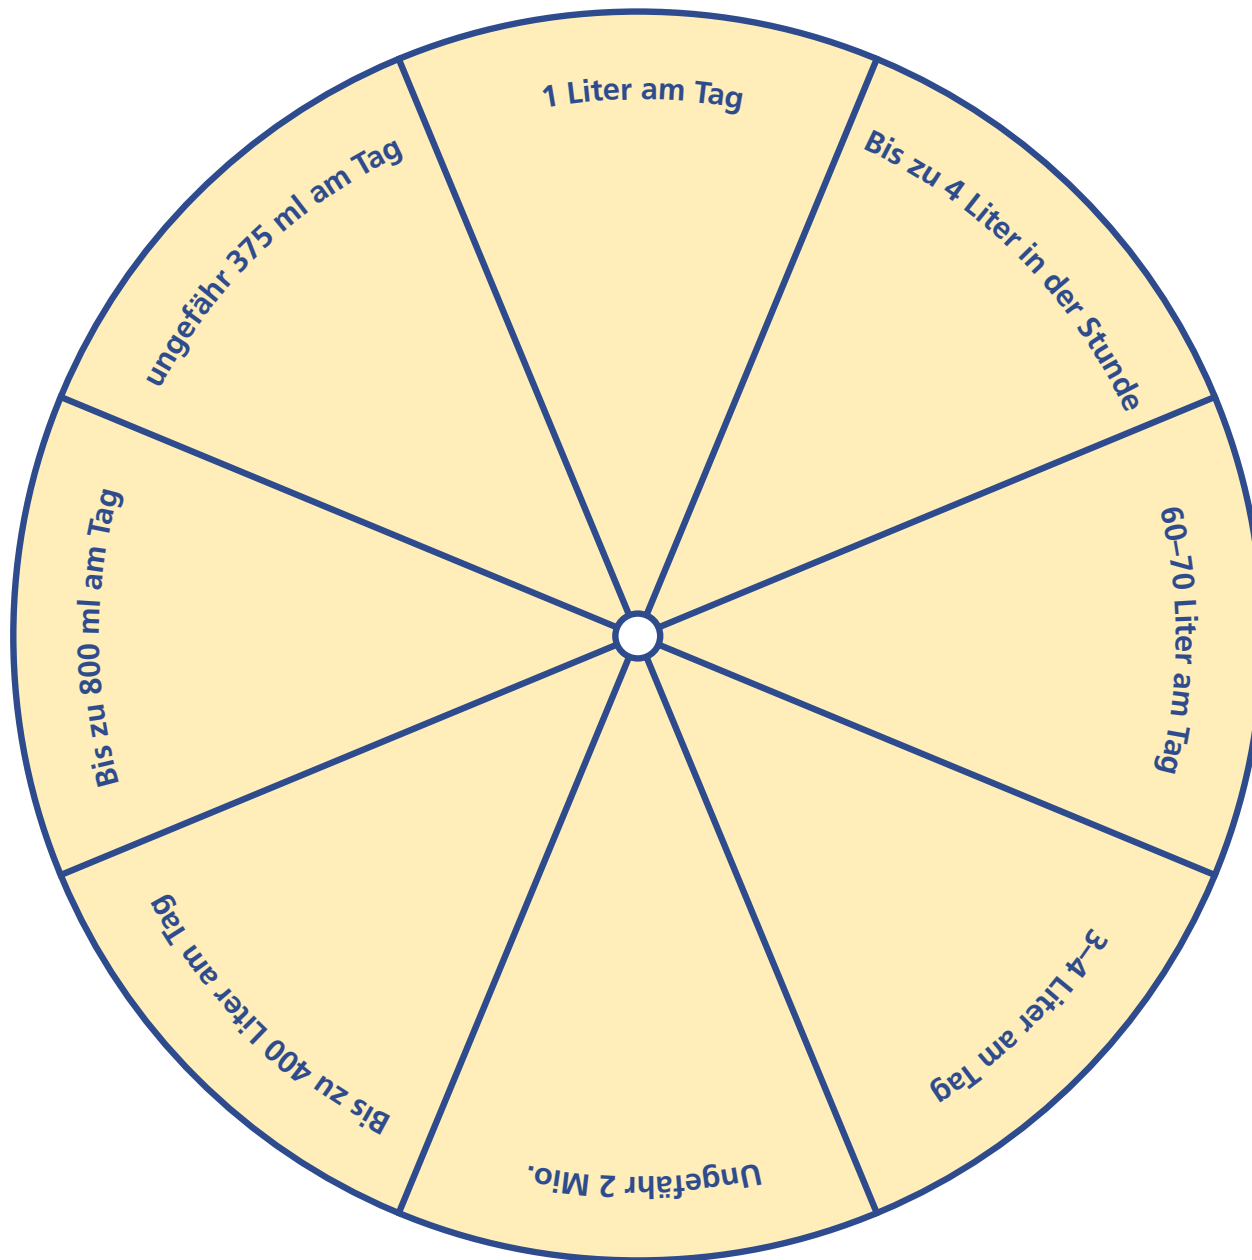 1 Liter am Tag
Bis zu 4 Liter in der Stunde
60–70 Liter am Tag
3–4 Liter am Tag
Ungefähr 2 Mio.
Bis zu 400 Liter am Tag
Bis zu 800 ml am Tag
ungefähr 375 ml am Tag